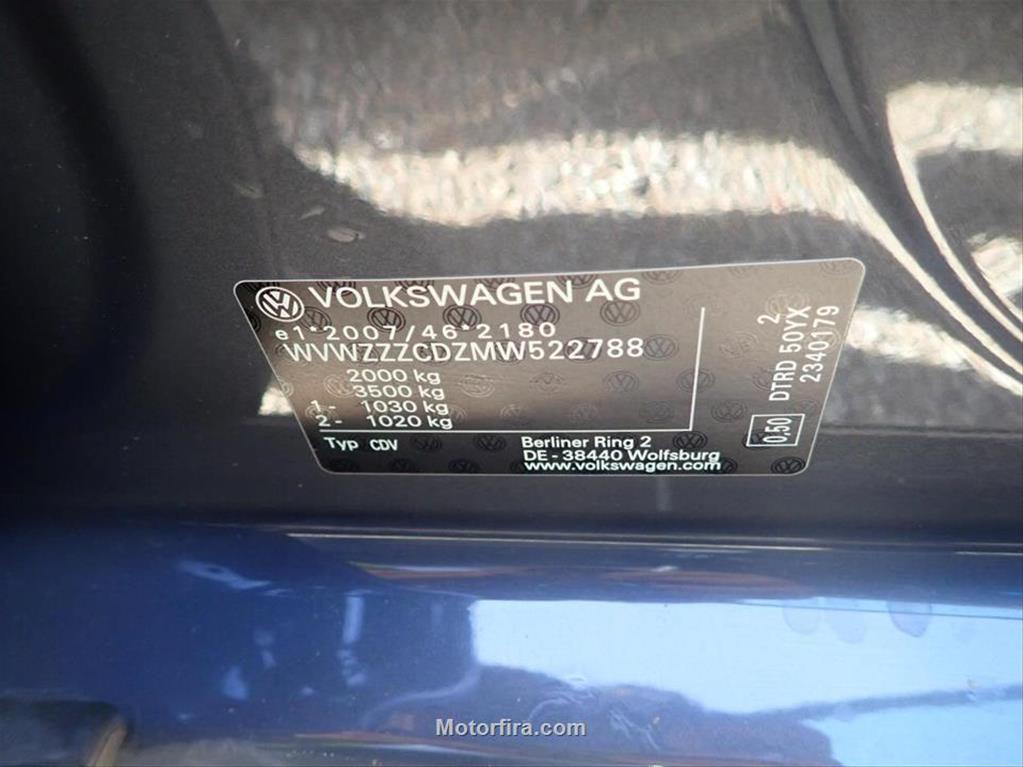 VOLKSWAGEN AG
e1*2007/46*2180
WVWZZZCDZMW522788
2000 kg
3500 kg
1- 1030 kg
2- 1020 kg
Typ CDV
Berliner Ring 2
DE - 38440 Wolfsburg
www.volkswagen.com
0,50
2
DTRD 50YX
2340179
Motorfira.com